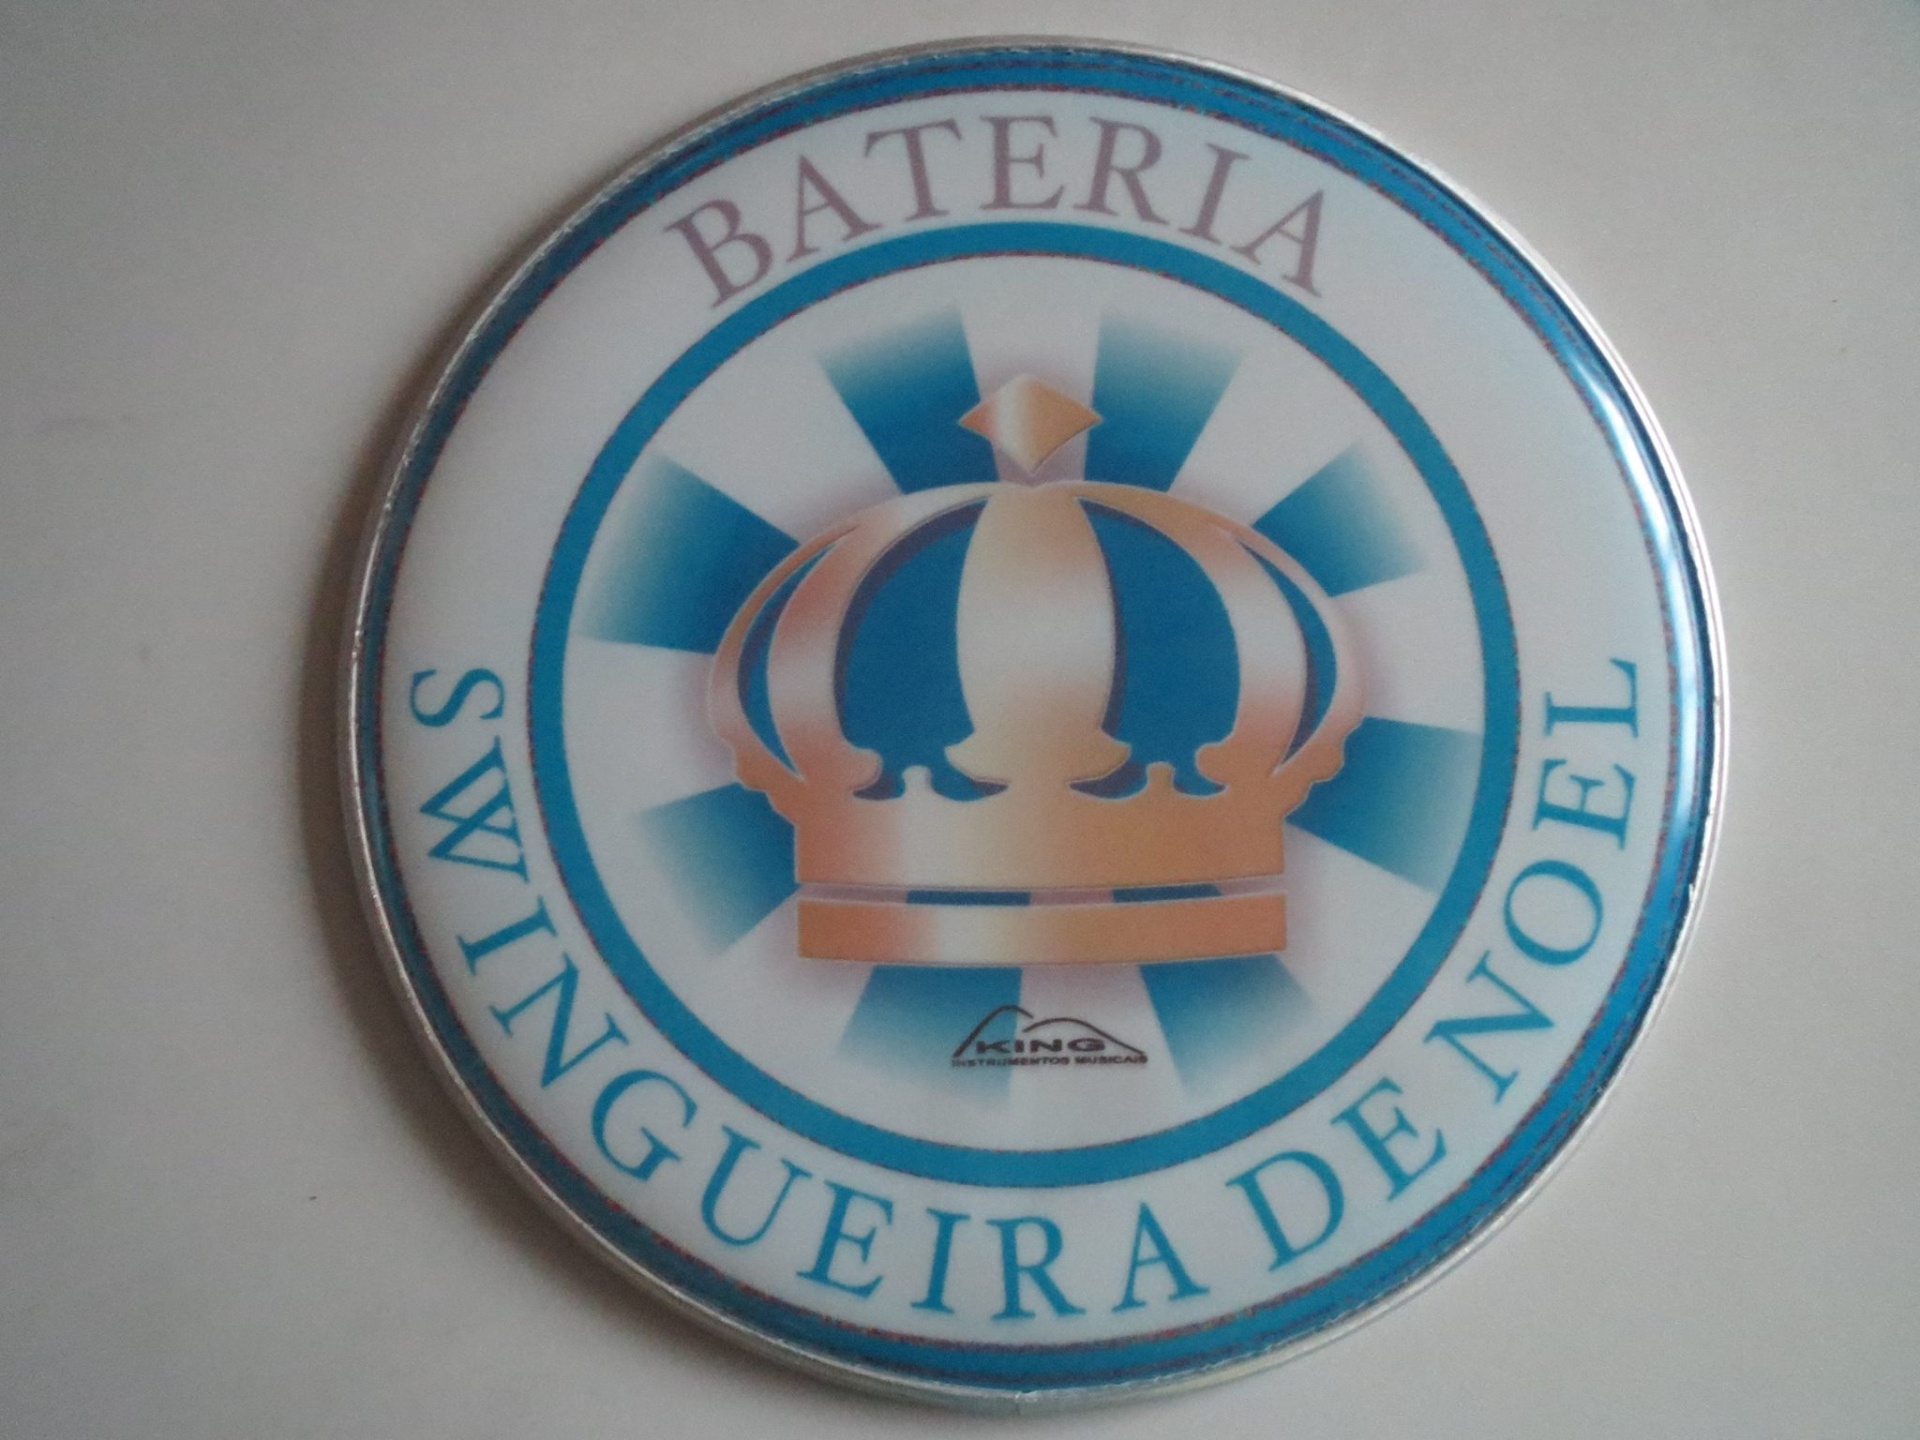 BATERIA
KING
INSTRUMENTOS MUSICAIS
SWINGUEIRA DE NOEL